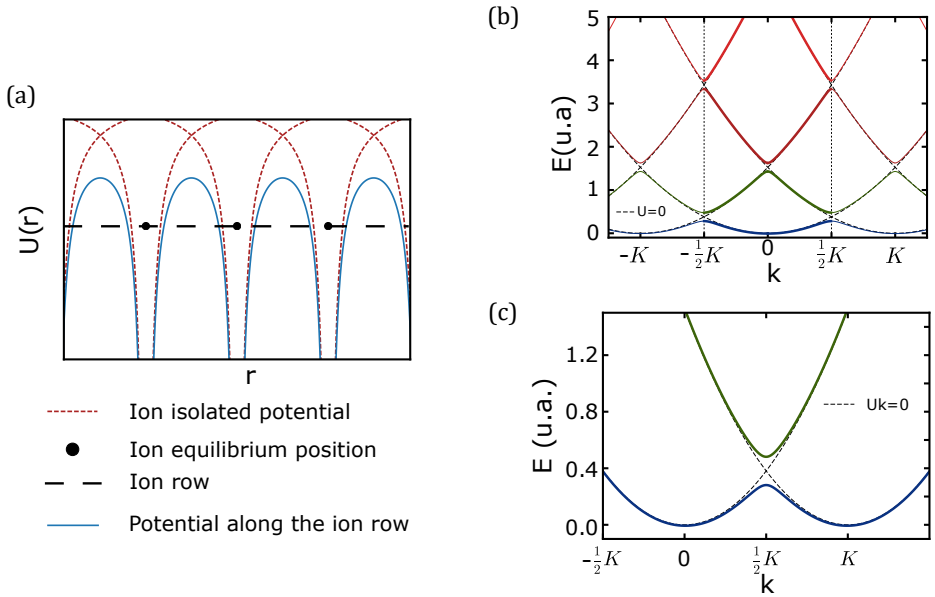 (a)
U(r)
r
Ion isolated potential
Ion equilibrium position
Ion row
Potential along the ion row
(b)
E(u.a)
5
4
3
2
1
0
U=0
-K
-½K
0
½K
K
k
(c)
E (u.a.)
1.2
0.8
0.4
0.0
Uk=0
-½K
0
½K
K
k